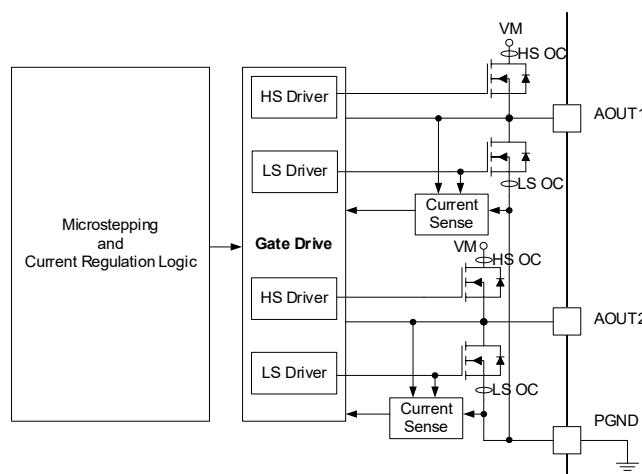 VM
HS OC
HS Driver
AOUT1
LS Driver
LS OC
Current
Sense
Microstepping
and
Current Regulation Logic
Gate Drive
VM
HS OC
HS Driver
AOUT2
LS Driver
LS OC
Current
Sense
PGND